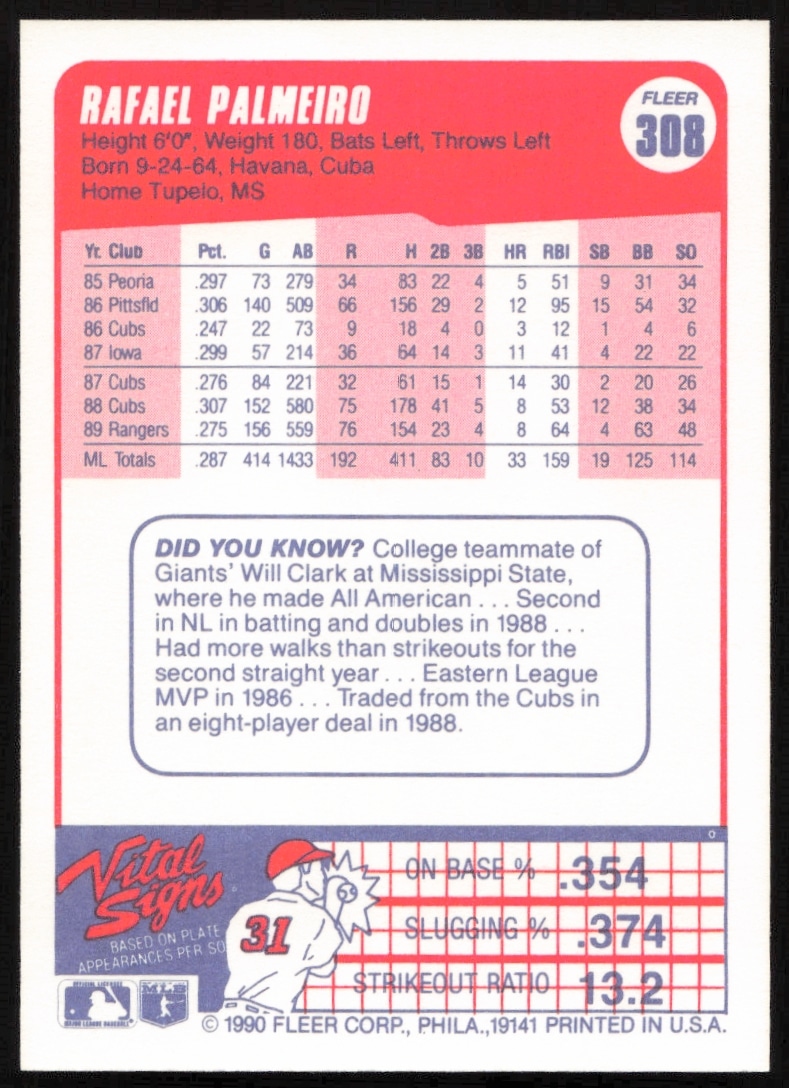 RAFAEL PALMEIRO
FLEER
308
Height 6'0", Weight 180, Bats Left, Throws Left
Born 9-24-64, Havana, Cuba
Home Tupelo, MS
Yr. Club Pct. G AB R H 2B 3B HR RBI SB BB SO
85 Peoria .297 73 279 34 83 22 4 5 51 9 31 34
86 Pittsfld .306 140 509 66 156 29 2 12 95 15 54 32
86 Cubs .247 22 73 9 18 4 0 3 12 1 4 6
87 Iowa .299 57 214 36 64 14 3 11 41 4 22 22
87 Cubs .276 84 221 32 61 15 1 14 30 2 20 26
88 Cubs .307 152 580 75 178 41 5 8 53 12 38 34
89 Rangers .275 156 559 76 154 23 4 8 64 4 63 48
ML Totals .287 414 1433 192 411 83 10 33 159 19 125 114
DID YOU KNOW? College teammate of
Giants' Will Clark at Mississippi State,
where he made All American . . . Second
in NL in batting and doubles in 1988 . . .
Had more walks than strikeouts for the
second straight year . . . Eastern League
MVP in 1986 . . . Traded from the Cubs in
an eight-player deal in 1988.
Vital
Signs
BASED ON PLATE
APPEARANCES PER SO
31
ON BASE % .354
SLUGGING % .374
STRIKEOUT RATIO 13.2
OFFICIAL LICENSEE
MAJOR LEAGUE BASEBALL
© 1990 FLEER CORP., PHILA.,19141 PRINTED IN U.S.A.